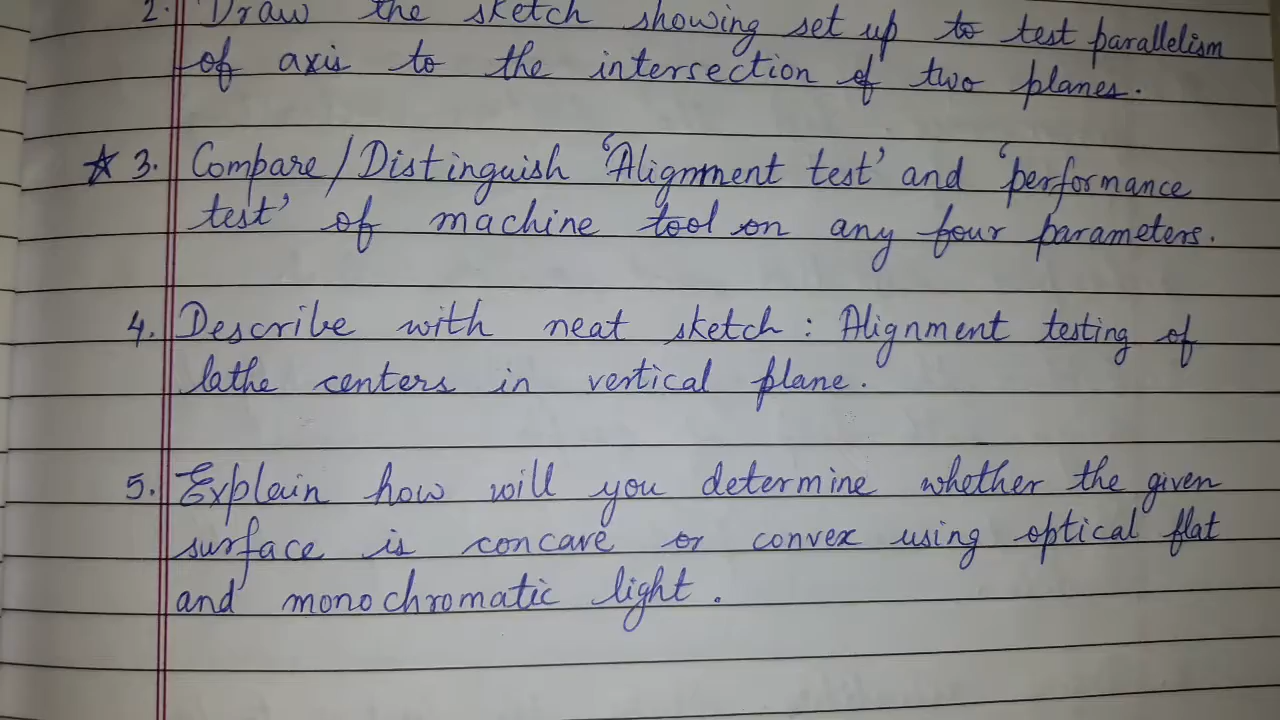 2. Draw the sketch showing set up to test parallelism
of axis to the intersection of two planes.
☆ 3. Compare/Distinguish 'Alignment test' and 'performance
test' of machine tool on any four parameters.
4. Describe with neat sketch: Alignment testing of
lathe centers in vertical plane.
5. Explain how will you determine whether the given
surface is concave or convex using optical flat
and monochromatic light.